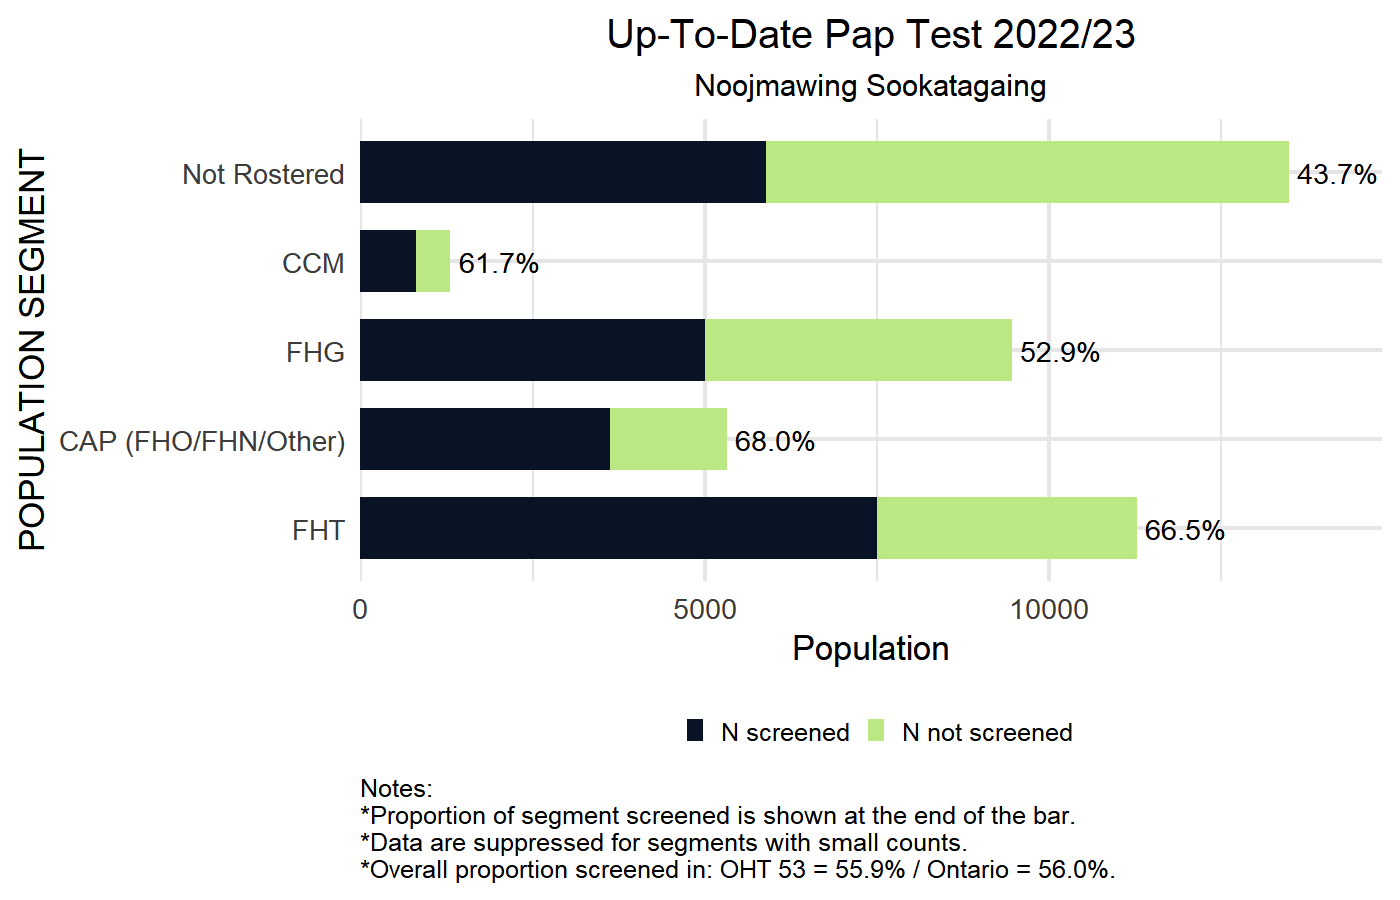 Up-To-Date Pap Test 2022/23
Noojmawing Sookatagaing
POPULATION SEGMENT
Not Rostered
43.7%
CCM
61.7%
FHG
52.9%
CAP (FHO/FHN/Other)
68.0%
FHT
66.5%
0
5000
10000
Population
N screened
N not screened
Notes:
*Proportion of segment screened is shown at the end of the bar.
*Data are suppressed for segments with small counts.
*Overall proportion screened in: OHT 53 = 55.9% / Ontario = 56.0%.